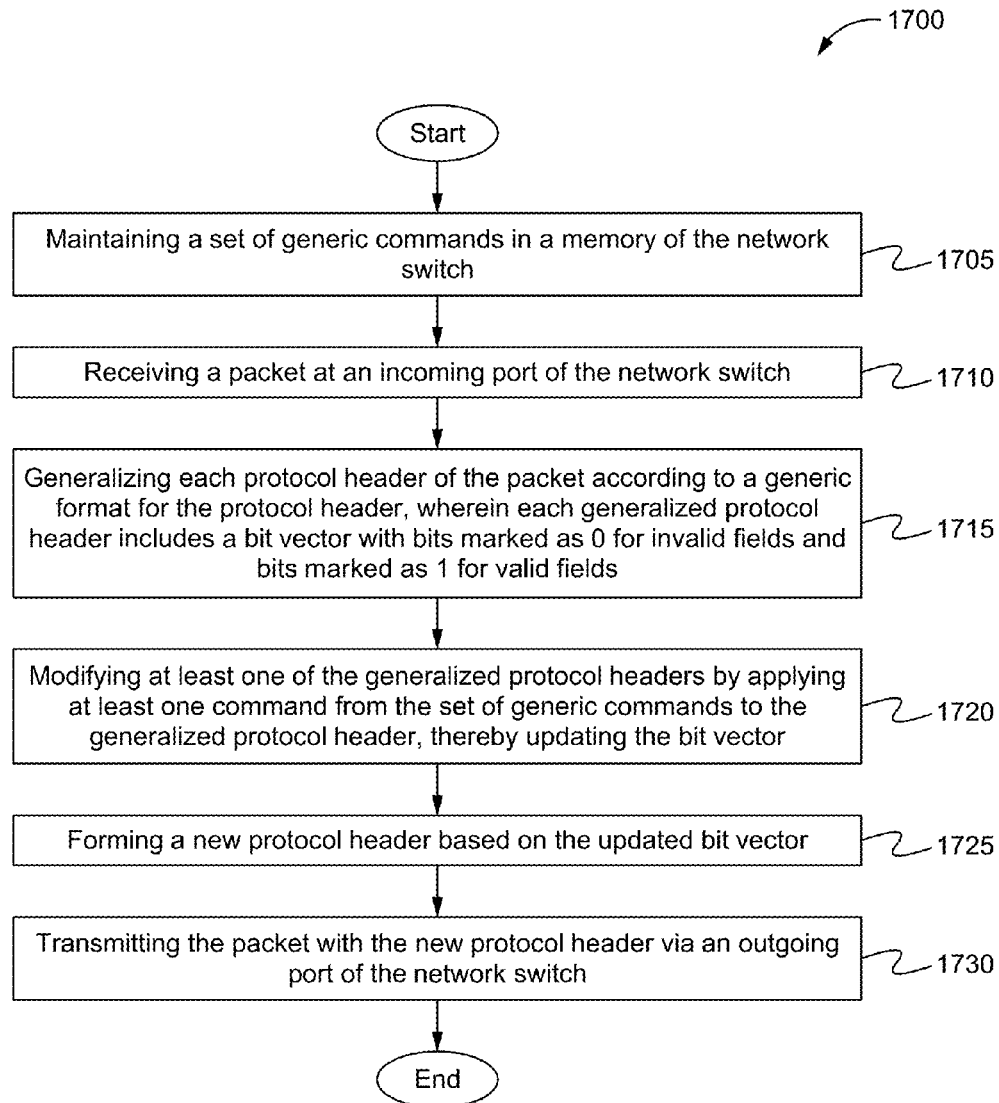 1700
Start
Maintaining a set of generic commands in a memory of the network
switch
1705
Receiving a packet at an incoming port of the network switch
1710
Generalizing each protocol header of the packet according to a generic
format for the protocol header, wherein each generalized protocol
header includes a bit vector with bits marked as 0 for invalid fields and
bits marked as 1 for valid fields
1715
Modifying at least one of the generalized protocol headers by applying
at least one command from the set of generic commands to the
generalized protocol header, thereby updating the bit vector
1720
Forming a new protocol header based on the updated bit vector
1725
Transmitting the packet with the new protocol header via an outgoing
port of the network switch
1730
End